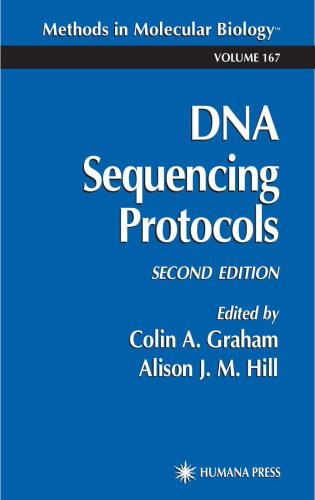 Methods in Molecular Biology™
VOLUME 167
DNA
Sequencing
Protocols
SECOND EDITION
Edited by
Colin A. Graham
Alison J. M. Hill
HUMANA PRESS